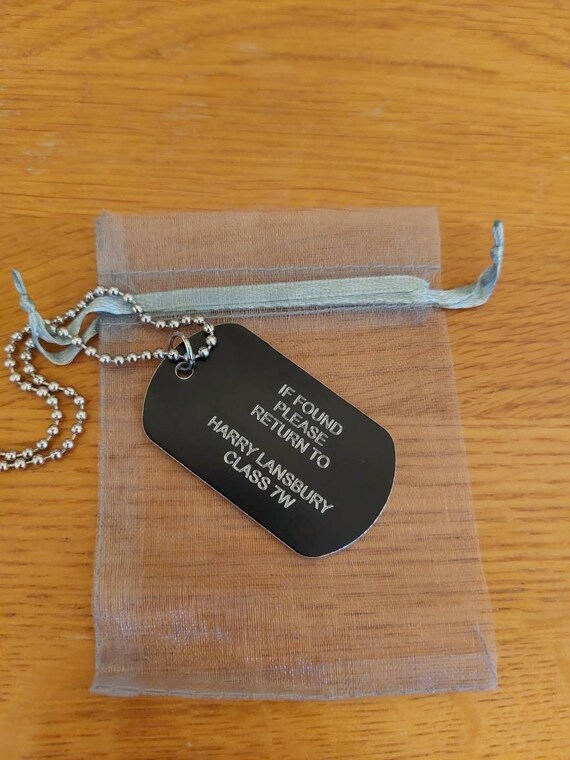 IF FOUND
PLEASE
RETURN TO
HARRY LANSBURY
CLASS 7W